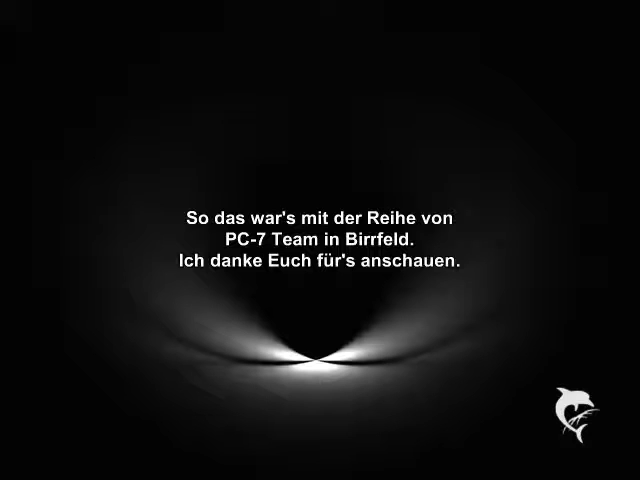 So das war's mit der Reihe von
PC-7 Team in Birrfeld.
Ich danke Euch für's anschauen.